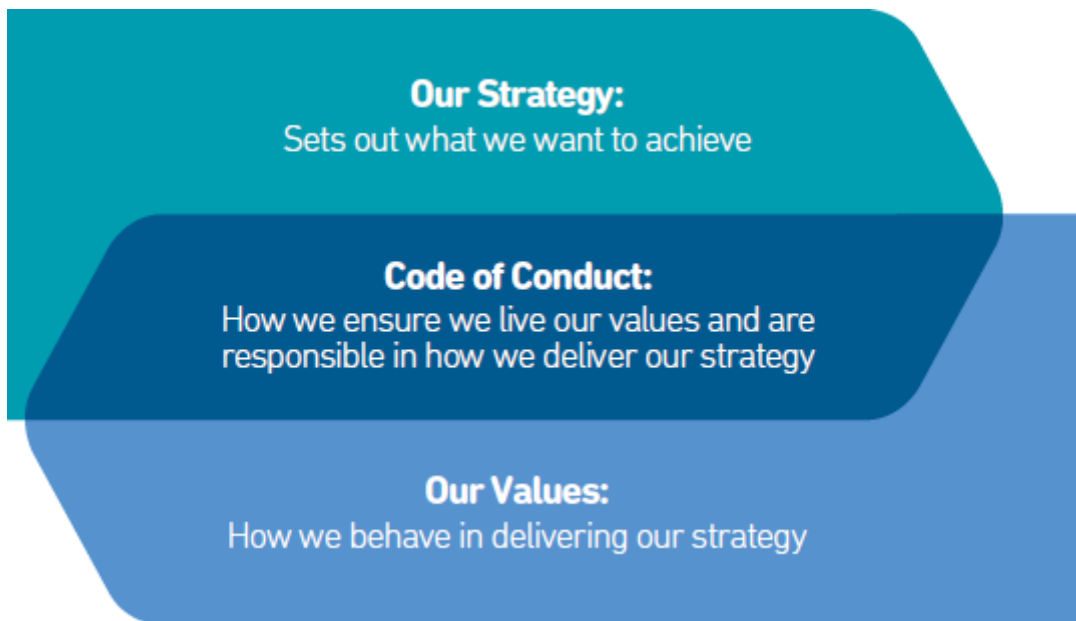 Our Strategy:
Sets out what we want to achieve
Code of Conduct:
How we ensure we live our values and are
responsible in how we deliver our strategy
Our Values:
How we behave in delivering our strategy